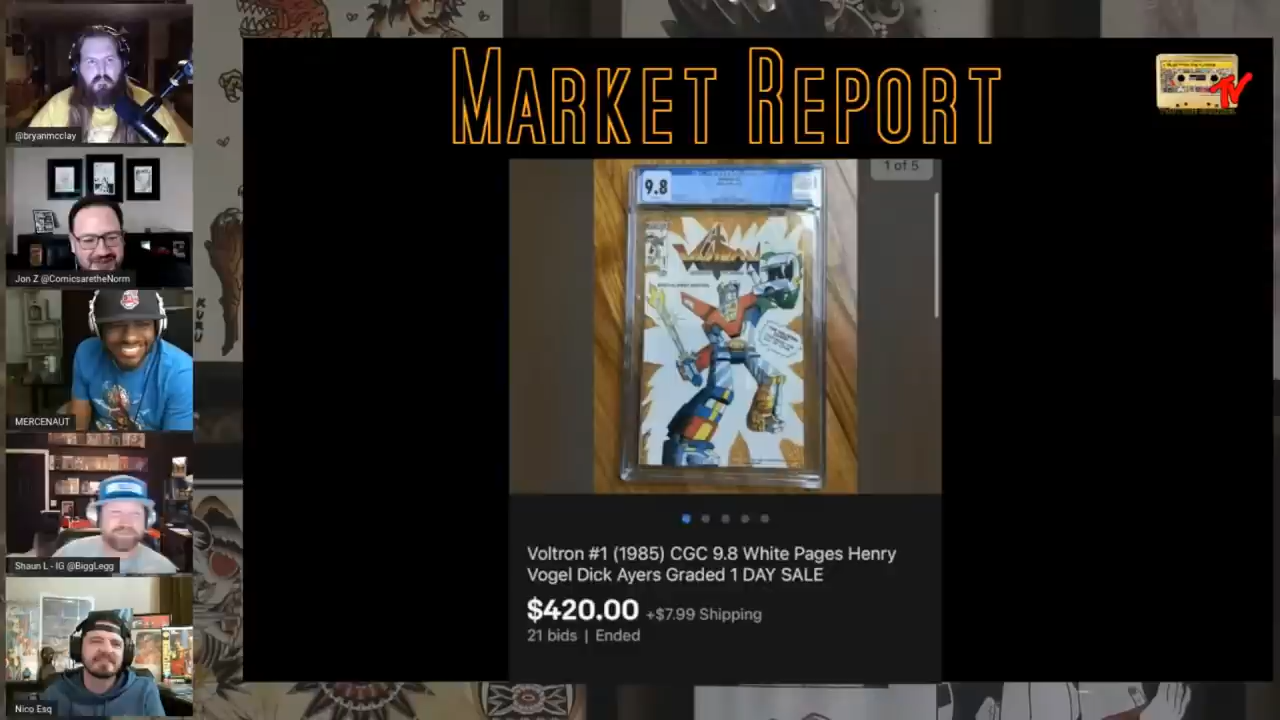 MARKET REPORT
TV
@bryanmcclay
Jon Z @ComicsaretheNorm
MERCENAUT
Shaun L - IG @BiggLegg
Nico Esq
1 of 5
9.8
VOLTRON
Voltron #1 (1985) CGC 9.8 White Pages Henry
Vogel Dick Ayers Graded 1 DAY SALE
$420.00 +$7.99 Shipping
21 bids | Ended